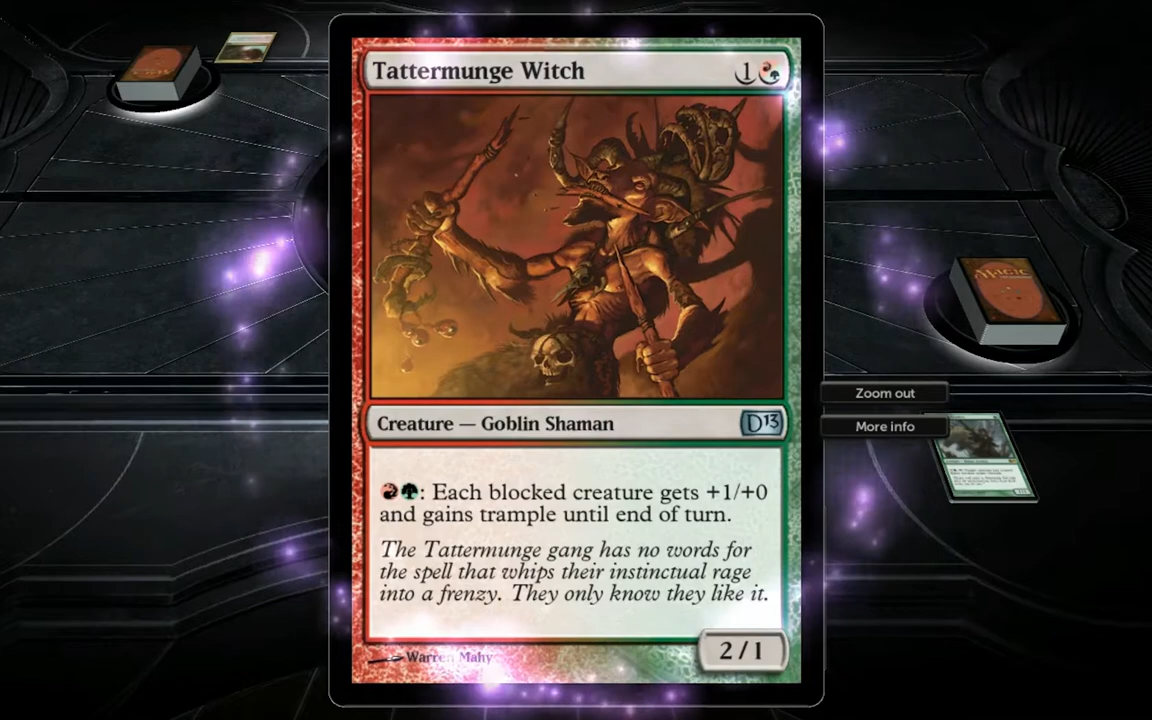 Tattermunge Witch 1
Creature — Goblin Shaman D13
: Each blocked creature gets +1/+0
and gains trample until end of turn.
The Tattermunge gang has no words for
the spell that whips their instinctual rage
into a frenzy. They only know they like it.
2/1
Warren Mahy
MAGIC
Zoom out
More info